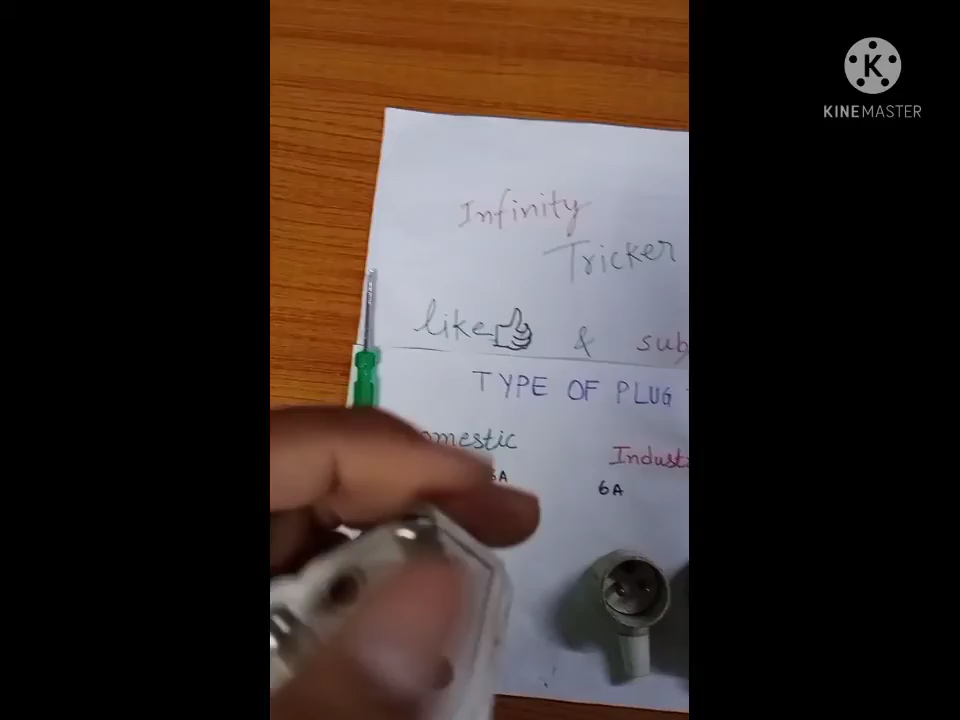 KINEMASTER
Infinity
Tricker
like & sub
TYPE OF PLUG
omestic Indust
A 6A